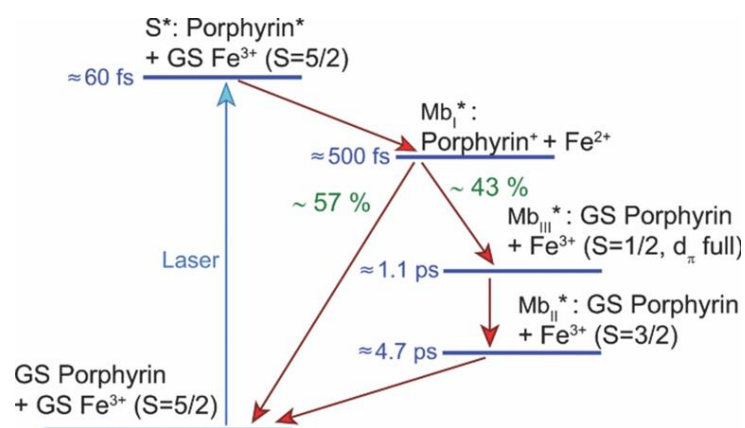 S*: Porphyrin*
+ GS Fe³⁺ (S=5/2)
≈60 fs
Mb_I*:
Porphyrin⁺ + Fe²⁺
≈500 fs
~ 57 %
~ 43 %
Mb_III*: GS Porphyrin
+ Fe³⁺ (S=1/2, d_π full)
Laser
≈1.1 ps
Mb_II*: GS Porphyrin
+ Fe³⁺ (S=3/2)
≈4.7 ps
GS Porphyrin
+ GS Fe³⁺ (S=5/2)